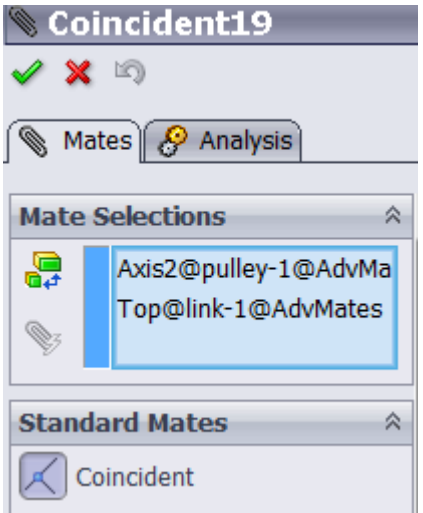 Coincident19
Mates Analysis
Mate Selections
Axis2@pulley-1@AdvMa
Top@link-1@AdvMates
Standard Mates
Coincident